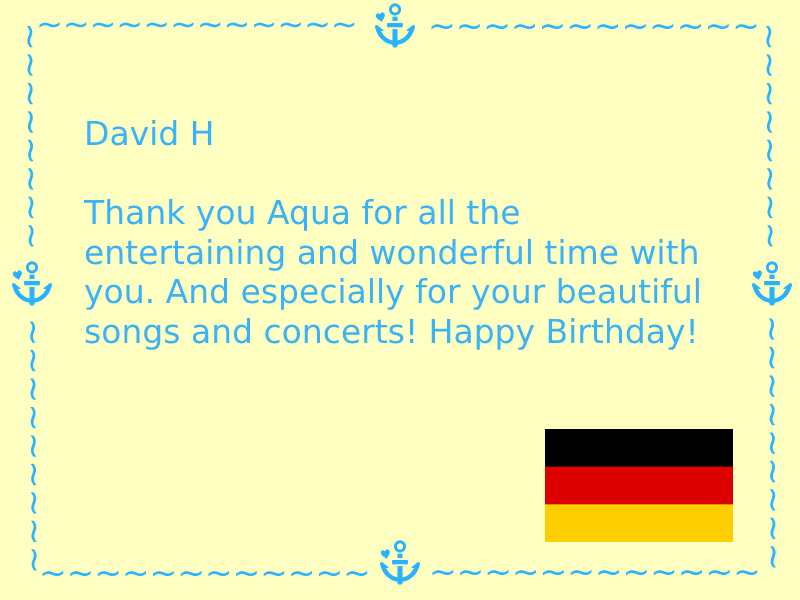 David H
Thank you Aqua for all the
entertaining and wonderful time with
you. And especially for your beautiful
songs and concerts! Happy Birthday!